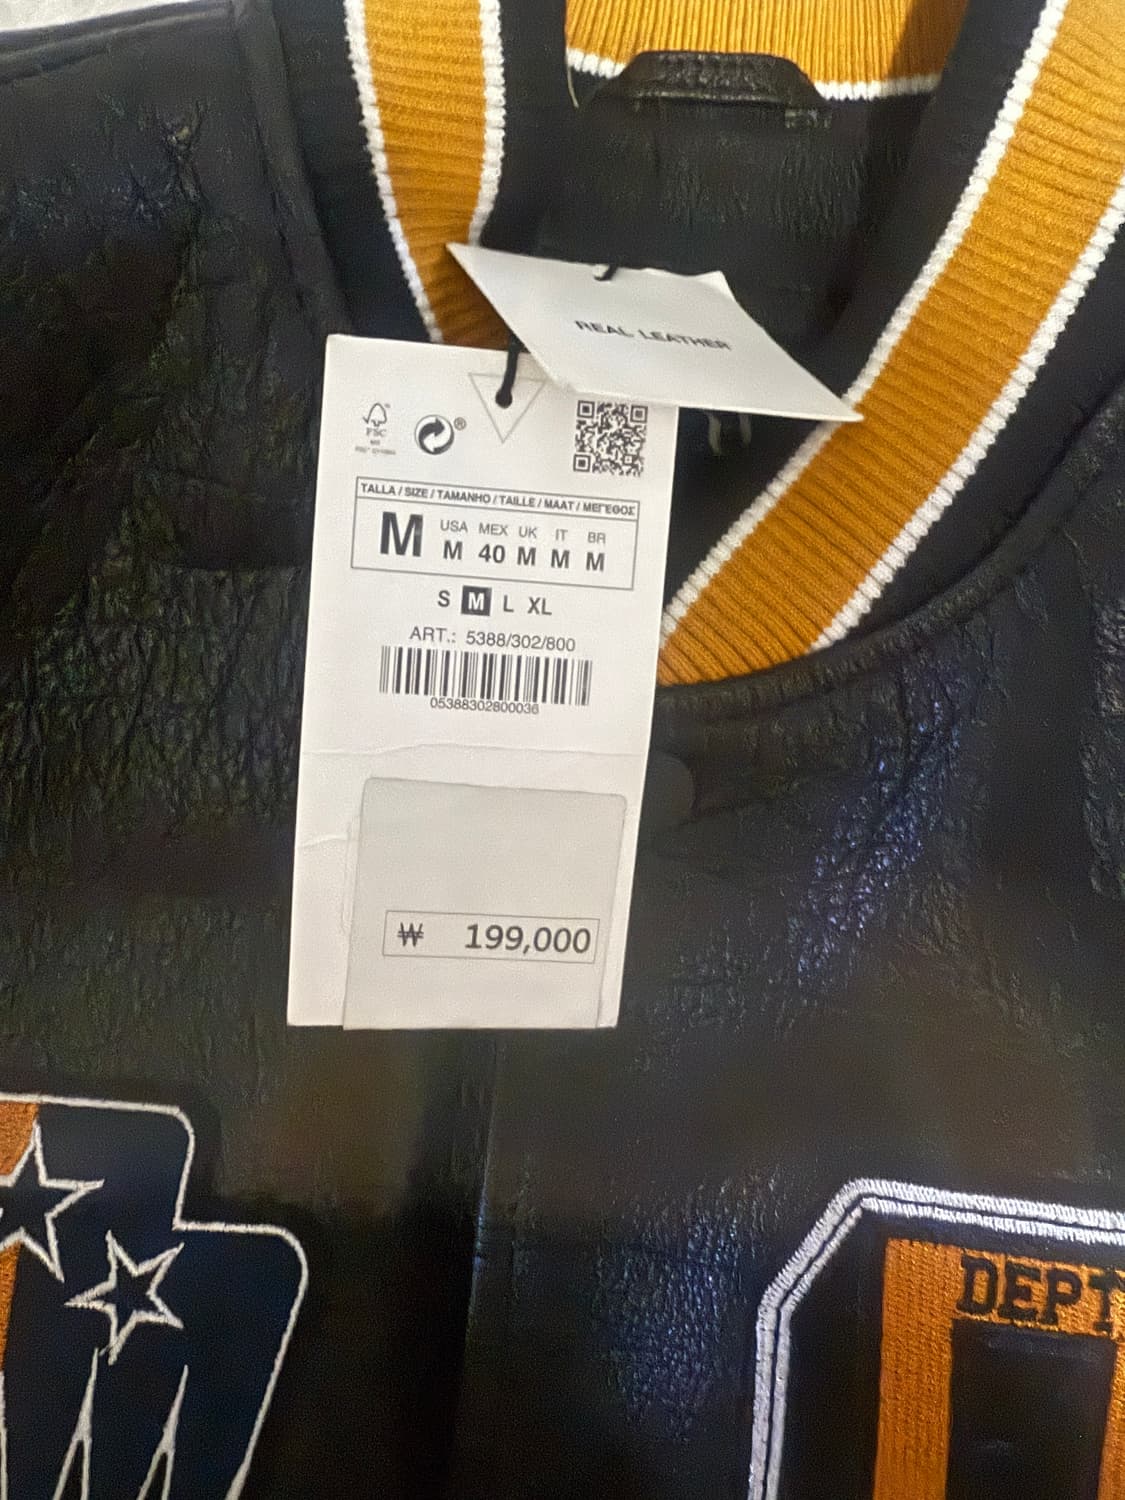 REAL LEATHER
FSC
TALLA / SIZE / TAMANHO / TAILLE / MAAT / ΜΕΓΕΘΟΣ
M USA MEX UK IT BR
M 40 M M M
S M L XL
ART.: 5388/302/800
05388302800036
₩ 199,000
DEPT